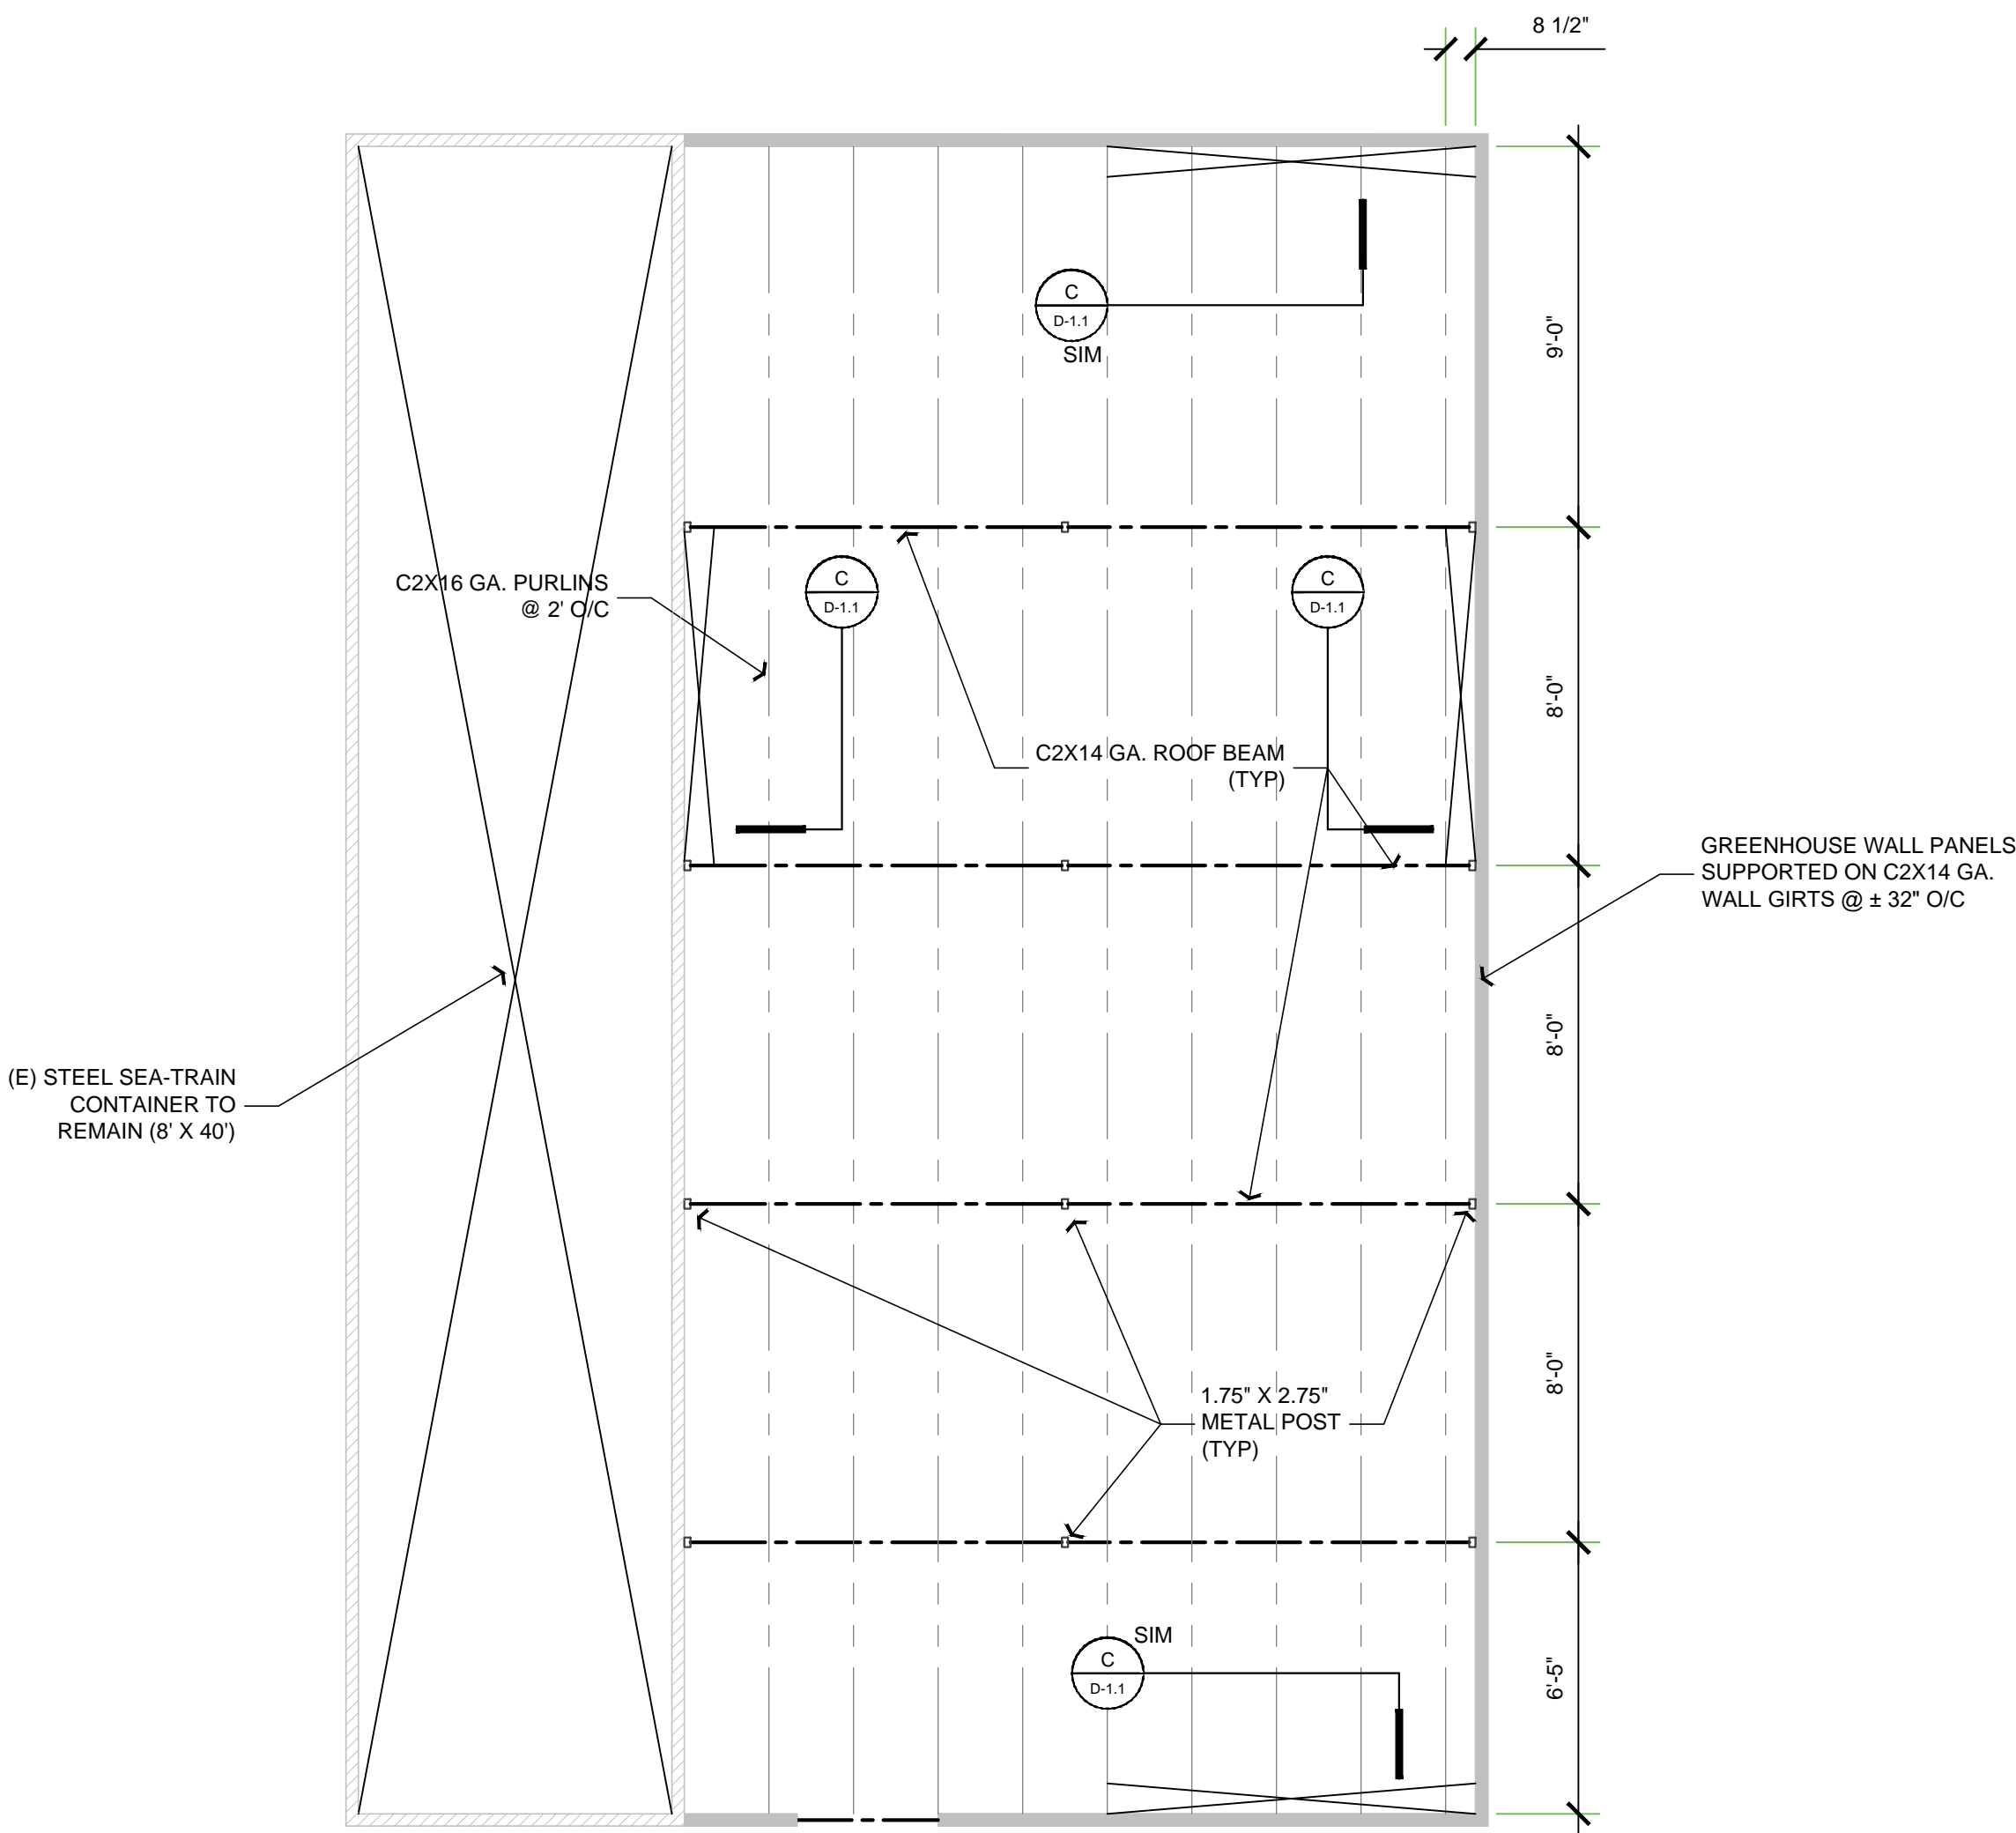 8 1/2"
9'-0"
C
D-1.1
SIM
C2X16 GA. PURLINS
@ 2' O/C
C
D-1.1
C
D-1.1
8'-0"
C2X14 GA. ROOF BEAM
(TYP)
GREENHOUSE WALL PANELS
SUPPORTED ON C2X14 GA.
WALL GIRTS @ ± 32" O/C
8'-0"
(E) STEEL SEA-TRAIN
CONTAINER TO
REMAIN (8' X 40')
8'-0"
1.75" X 2.75"
METAL POST
(TYP)
SIM
C
D-1.1
6'-5"